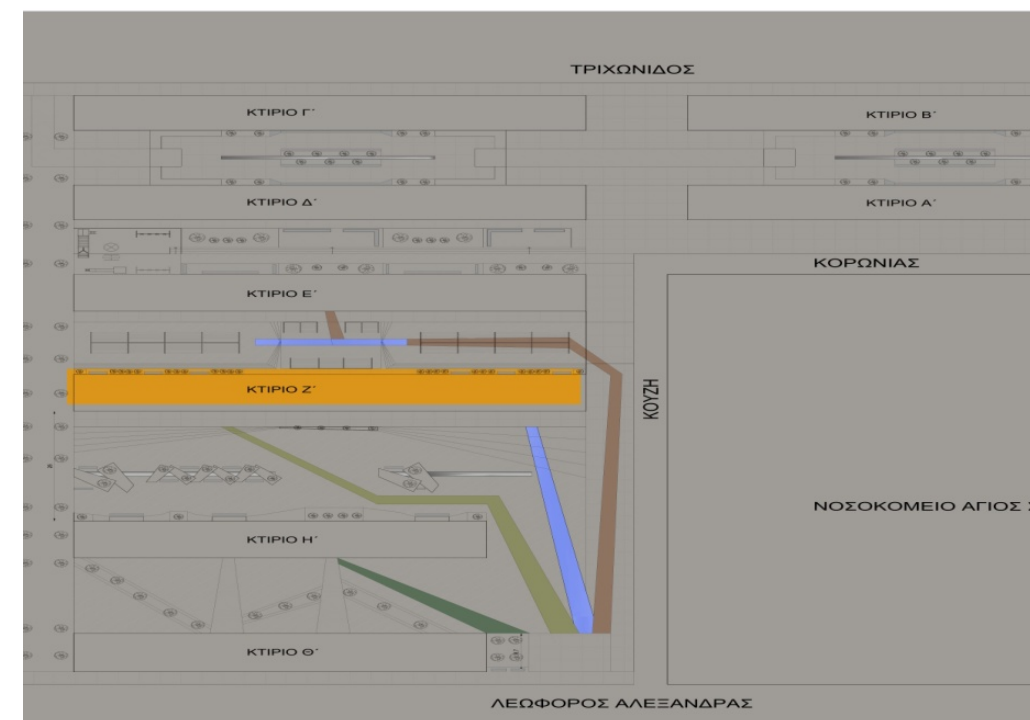 ΤΡΙΧΩΝΙΔΟΣ
ΚΤΙΡΙΟ Γ΄
ΚΤΙΡΙΟ Β΄
ΚΤΙΡΙΟ Δ΄
ΚΤΙΡΙΟ Α΄
ΚΟΡΩΝΙΑΣ
ΚΤΙΡΙΟ Ε΄
ΚΤΙΡΙΟ Ζ΄
ΚΟΥΖΗ
ΝΟΣΟΚΟΜΕΙΟ ΑΓΙΟΣ
ΚΤΙΡΙΟ Η΄
ΚΤΙΡΙΟ Θ΄
ΛΕΩΦΟΡΟΣ ΑΛΕΞΑΝΔΡΑΣ